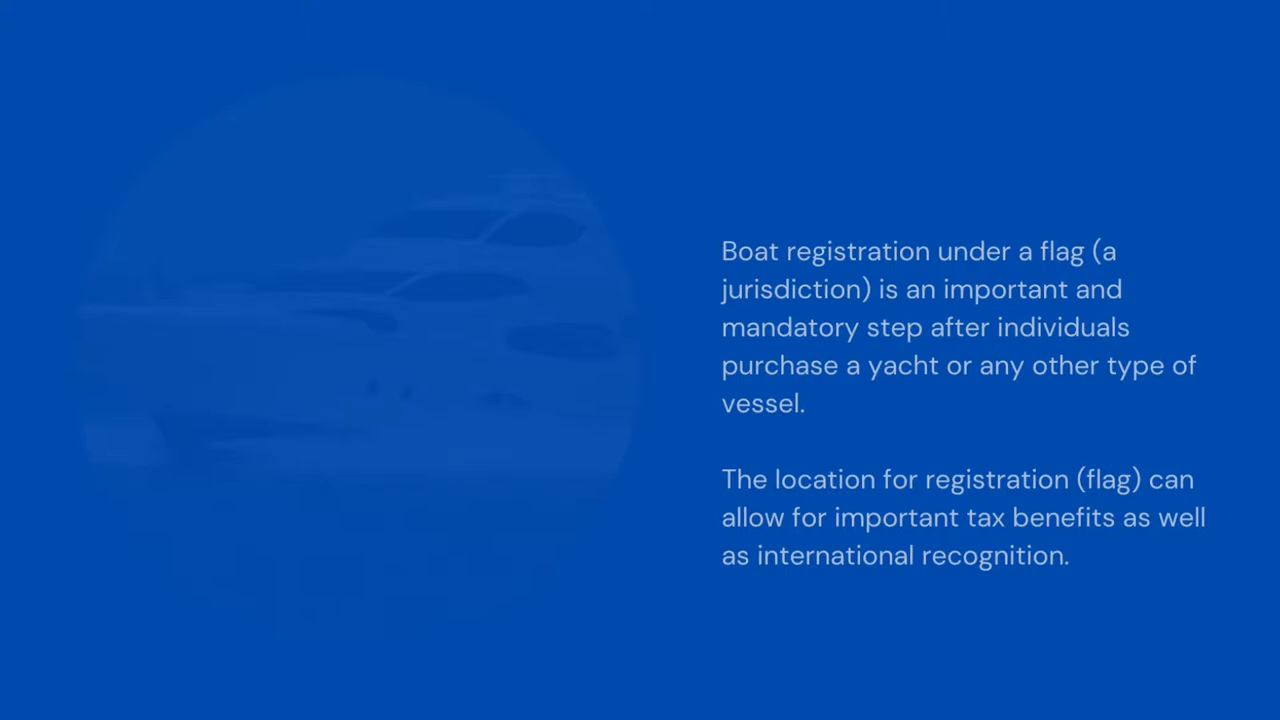 Boat registration under a flag (a
jurisdiction) is an important and
mandatory step after individuals
purchase a yacht or any other type of
vessel.
The location for registration (flag) can
allow for important tax benefits as well
as international recognition.